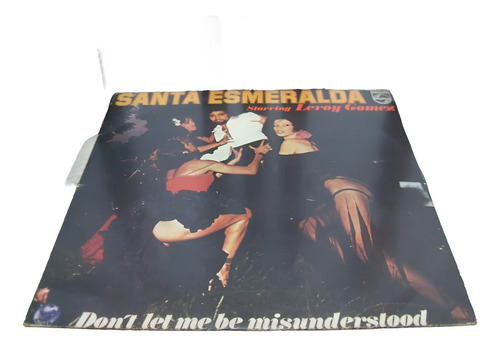 SANTA ESMERALDA
Starring Leroy Gomez
Don't let me be misunderstood